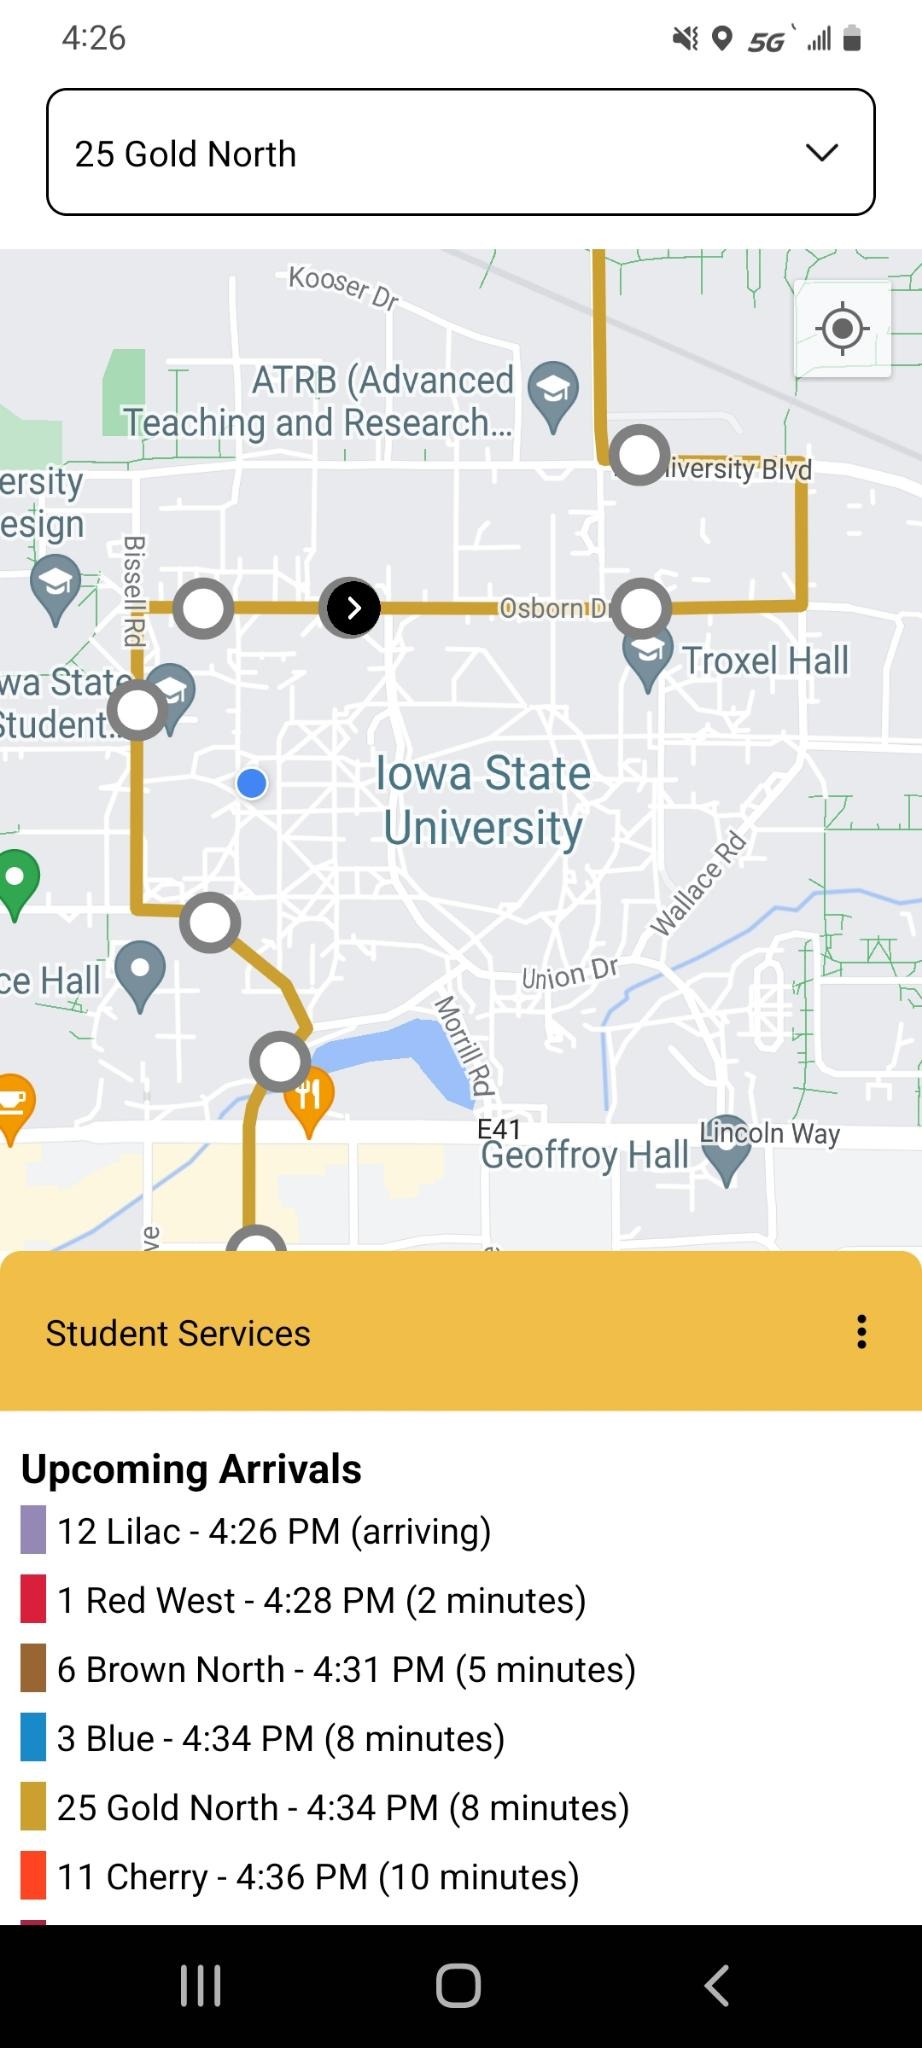 4:26
5G
25 Gold North
Kooser Dr
ATRB (Advanced
Teaching and Research...
iversity Blvd
ersity
esign
Bissell Rd
Osborn D
Troxel Hall
wa State
Student...
Iowa State
University
Wallace Rd
Union Dr
ce Hall
Morrill Rd
E41
Lincoln Way
Geoffroy Hall
ve
Student Services
Upcoming Arrivals
12 Lilac - 4:26 PM (arriving)
1 Red West - 4:28 PM (2 minutes)
6 Brown North - 4:31 PM (5 minutes)
3 Blue - 4:34 PM (8 minutes)
25 Gold North - 4:34 PM (8 minutes)
11 Cherry - 4:36 PM (10 minutes)